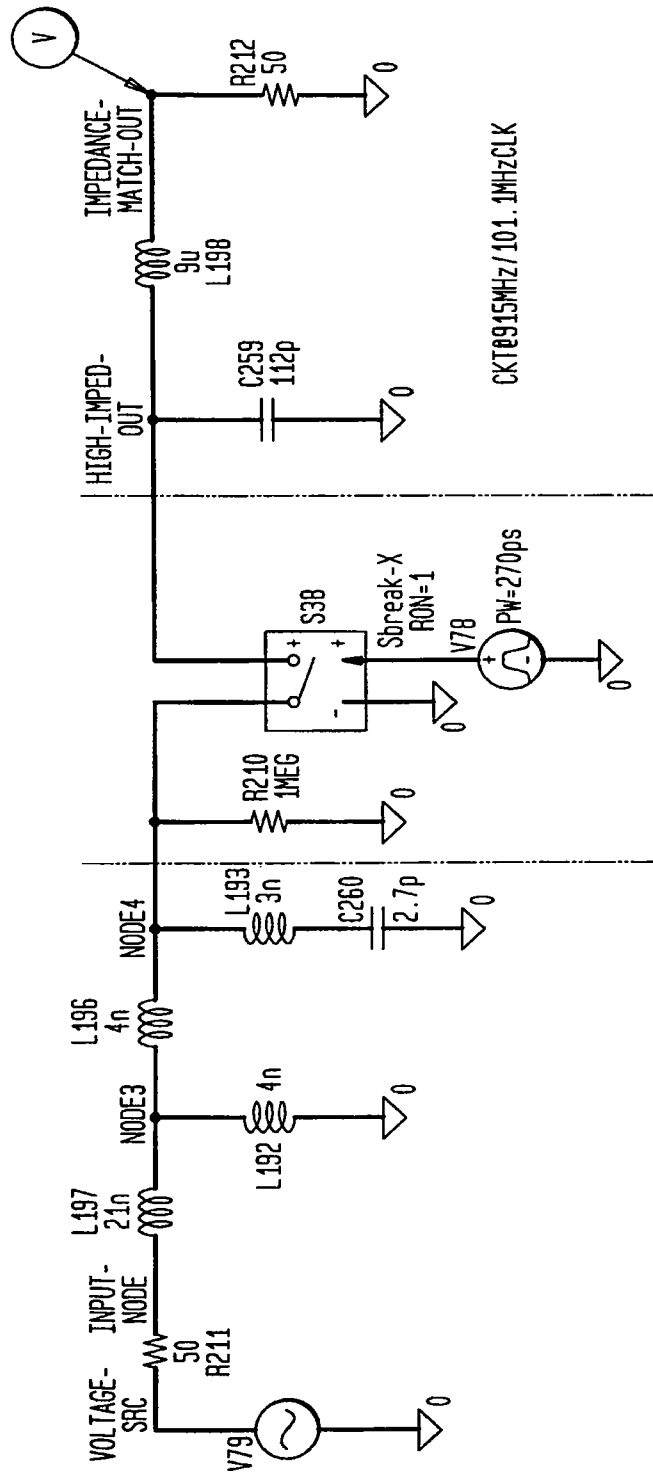 VOLTAGE-
SRC
V79
0
50
R211
INPUT-
NODE
L197
21n
NODE3
L192
4n
0
L196
4n
NODE4
L193
3n
C260
2.7p
0
R210
1MEG
0
S3B
+
+
-
0
Sbreak-X
RON=1
V78
+
-
PW=270ps
0
HIGH-IMPED-
OUT
C259
112p
0
9u
L198
IMPEDANCE-
MATCH-OUT
V
R212
50
0
CKT@915MHz/101.1MHzCLK